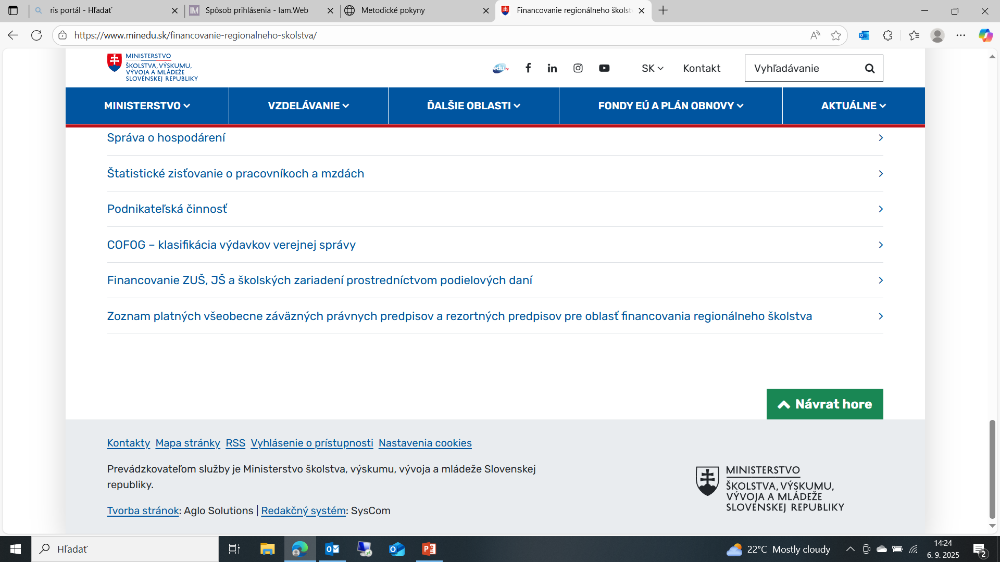 ris portál - Hľadať
Spôsob prihlásenia - Iam.Web
Metodické pokyny
Financovanie regionálneho školst
https://www.minedu.sk/financovanie-regionalneho-skolstva/
MINISTERSTVO
ŠKOLSTVA, VÝSKUMU,
VÝVOJA A MLÁDEŽE
SLOVENSKEJ REPUBLIKY
edu tv
SK
Kontakt
Vyhľadávanie
MINISTERSTVO
VZDELÁVANIE
ĎALŠIE OBLASTI
FONDY EÚ A PLÁN OBNOVY
AKTUÁLNE
Správa o hospodárení
Štatistické zisťovanie o pracovníkoch a mzdách
Podnikateľská činnosť
COFOG – klasifikácia výdavkov verejnej správy
Financovanie ZUŠ, JŠ a školských zariadení prostredníctvom podielových daní
Zoznam platných všeobecne záväzných právnych predpisov a rezortných predpisov pre oblasť financovania regionálneho školstva
Návrat hore
Kontakty Mapa stránky RSS Vyhlásenie o prístupnosti Nastavenia cookies
Prevádzkovateľom služby je Ministerstvo školstva, výskumu, vývoja a mládeže Slovenskej
republiky.
Tvorba stránok: Aglo Solutions | Redakčný systém: SysCom
MINISTERSTVO
ŠKOLSTVA, VÝSKUMU,
VÝVOJA A MLÁDEŽE
SLOVENSKEJ REPUBLIKY
Hľadať
22°C Mostly cloudy
14:24
6. 9. 2025
2